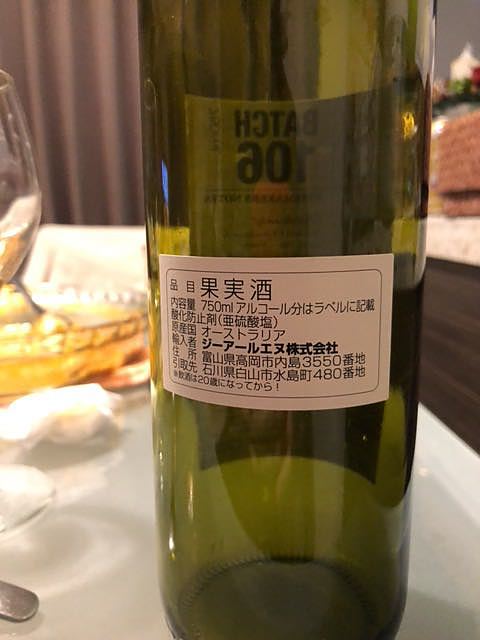 BATCH
106
品目 果実酒
内容量 750ml アルコール分はラベルに記載
酸化防止剤(亜硫酸塩)
原産国 オーストラリア
輸入者 ジーアールエヌ株式会社
住所 富山県高岡市内島3550番地
引取先 石川県白山市水島町480番地
※飲酒は20歳になってから!